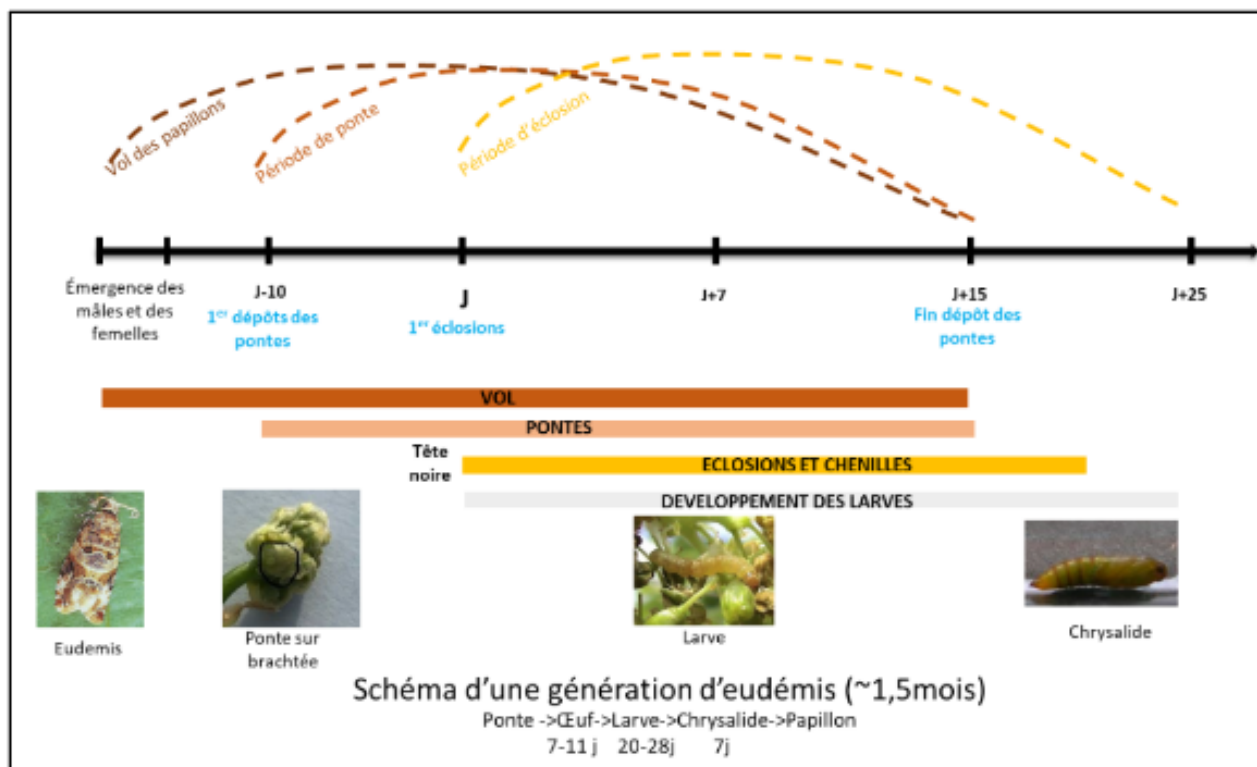 Vol des papillons
Période de ponte
Période d'éclosion
Émergence des
mâles et des
femelles
J-10
1er dépôts des
pontes
J
1er éclosions
J+7
J+15
Fin dépôt des
pontes
J+25
VOL
PONTES
Tête
noire
ECLOSIONS ET CHENILLES
DEVELOPPEMENT DES LARVES
Eudemis
Ponte sur
brachtée
Larve
Chrysalide
Schéma d'une génération d'eudémis (~1,5mois)
Ponte ->Œuf->Larve->Chrysalide->Papillon
7-11 j 20-28j 7j